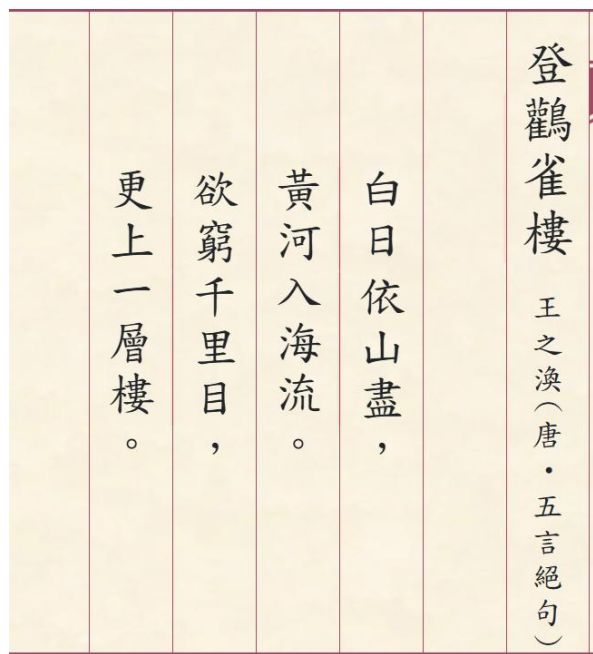 登鸛雀樓 王之渙（唐·五言絕句）
白日依山盡，
黃河入海流。
欲窮千里目，
更上一層樓。